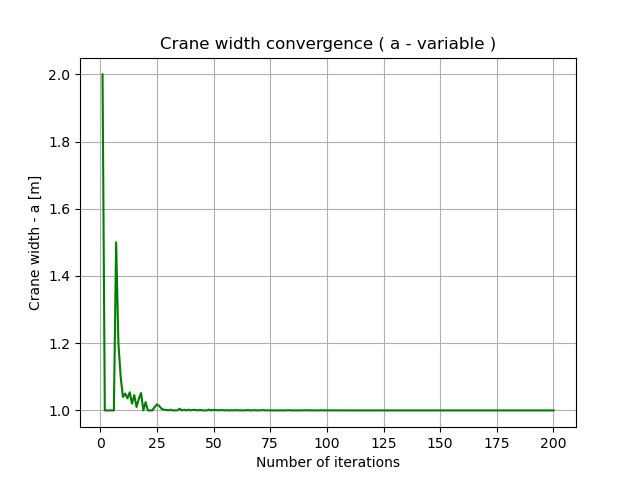 Crane width convergence ( a - variable )
2.0
1.8
1.6
1.4
1.2
1.0
Crane width - a [m]
0 25 50 75 100 125 150 175 200
Number of iterations